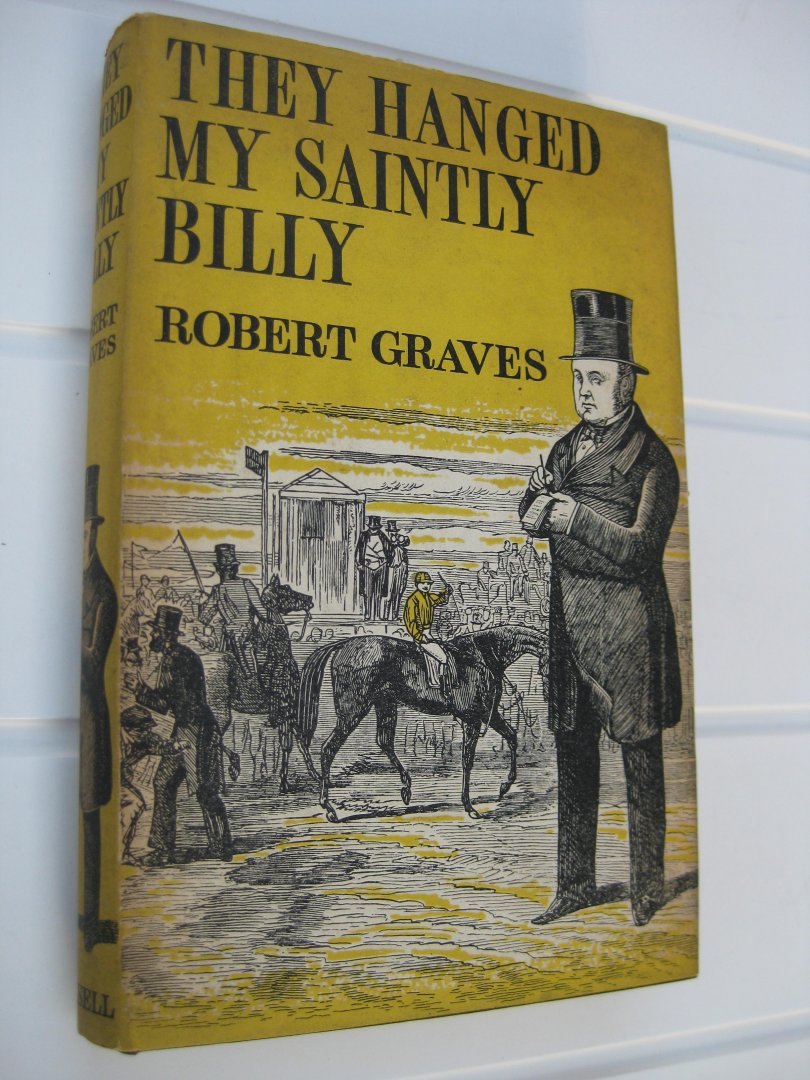 THEY HANGED
MY SAINTLY
BILLY
ROBERT GRAVES